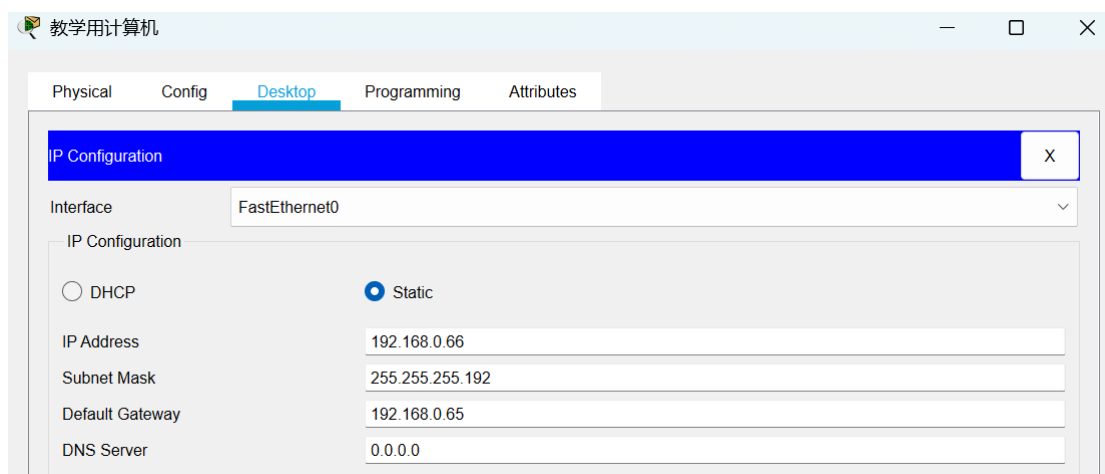 教学用计算机
Physical Config Desktop Programming Attributes
IP Configuration X
Interface FastEthernet0
IP Configuration
DHCP Static
IP Address 192.168.0.66
Subnet Mask 255.255.255.192
Default Gateway 192.168.0.65
DNS Server 0.0.0.0